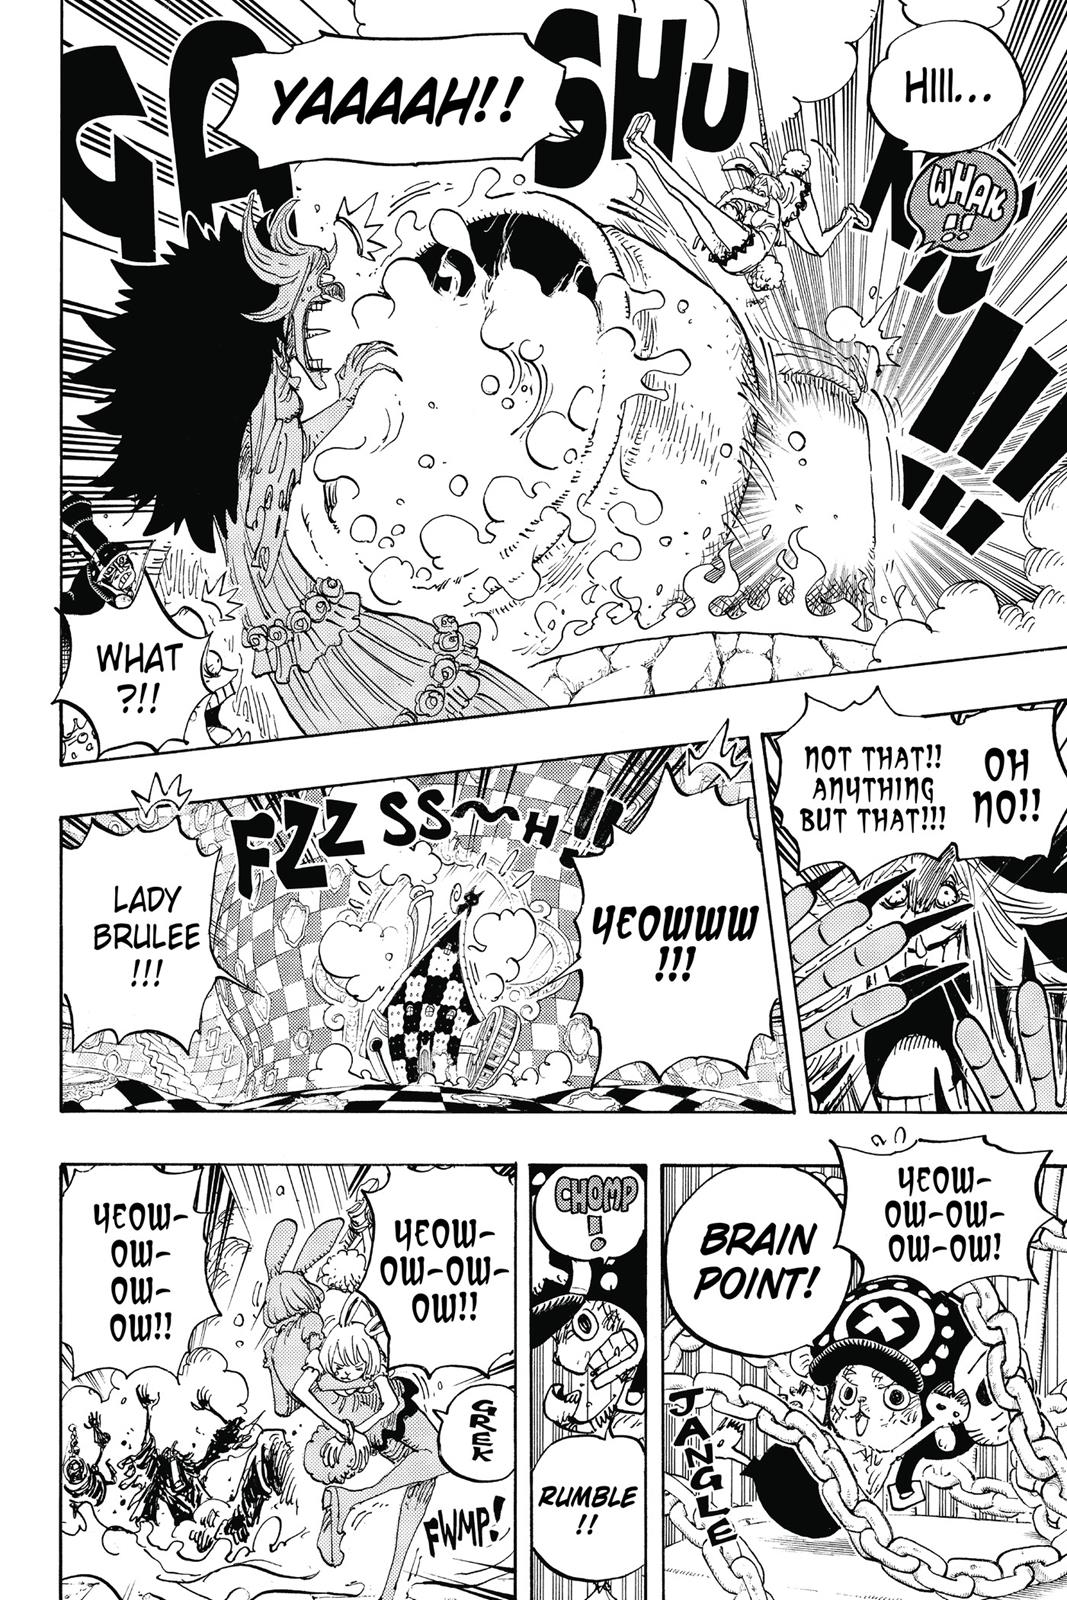 HIII...
WHAK
!!
GA SHU
N!!!
!!!
YAAAAH!!
WHAT
?!!
OH
NO!!
NOT THAT!!
ANYTHING
BUT THAT!!!
YEOWWW
!!!
FZZ SS~H!!
LADY
BRULEE
!!!
YEOW-
OW-OW-
OW-OW!
BRAIN
POINT!
JANGLE
CHOMP
!
RUMBLE
!!
YEOW-
OW-OW-
OW!!
GREK
FWMP!
YEOW-
OW-
OW-
OW!!